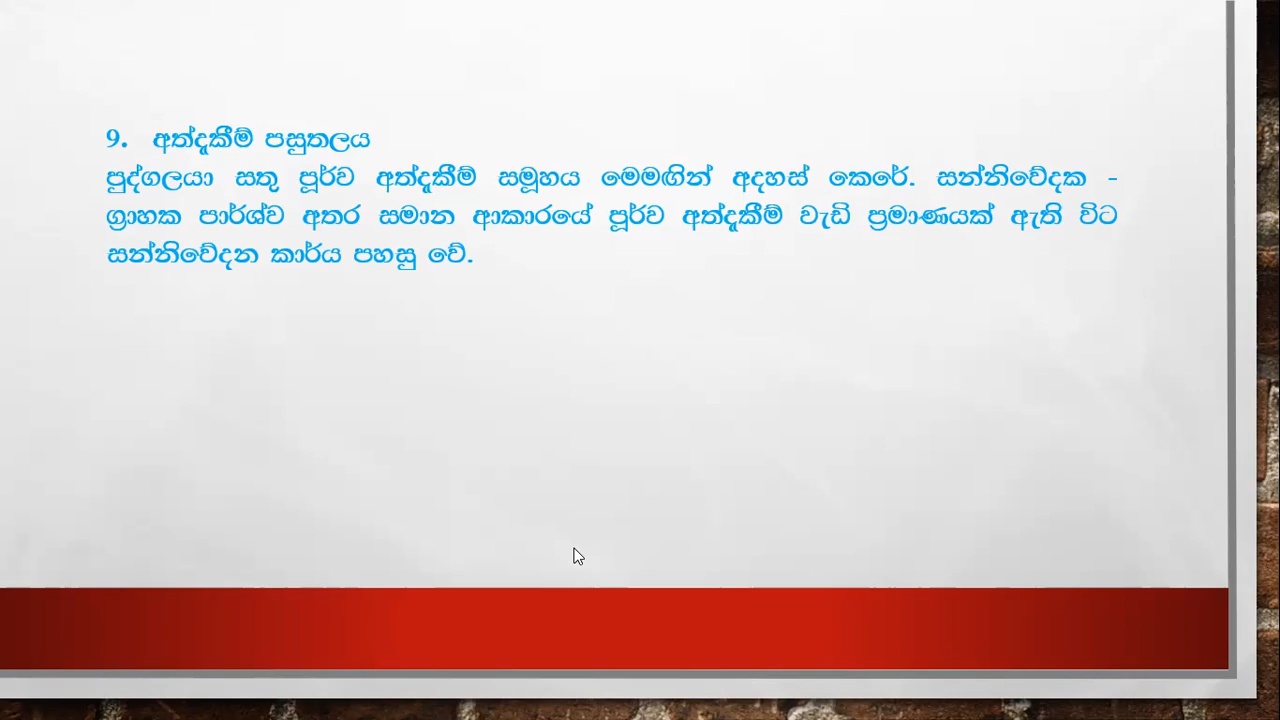 9. අත්දැකීම් පසුතලය
පුද්ගලයා සතු පූර්ව අත්දැකීම් සමූහය මෙමඟින් අදහස් කෙරේ. සන්නිවේදක -
ග්‍රාහක පාර්ශ්ව අතර සමාන ආකාරයේ පූර්ව අත්දැකීම් වැඩි ප්‍රමාණයක් ඇති විට
සන්නිවේදන කාර්ය පහසු වේ.